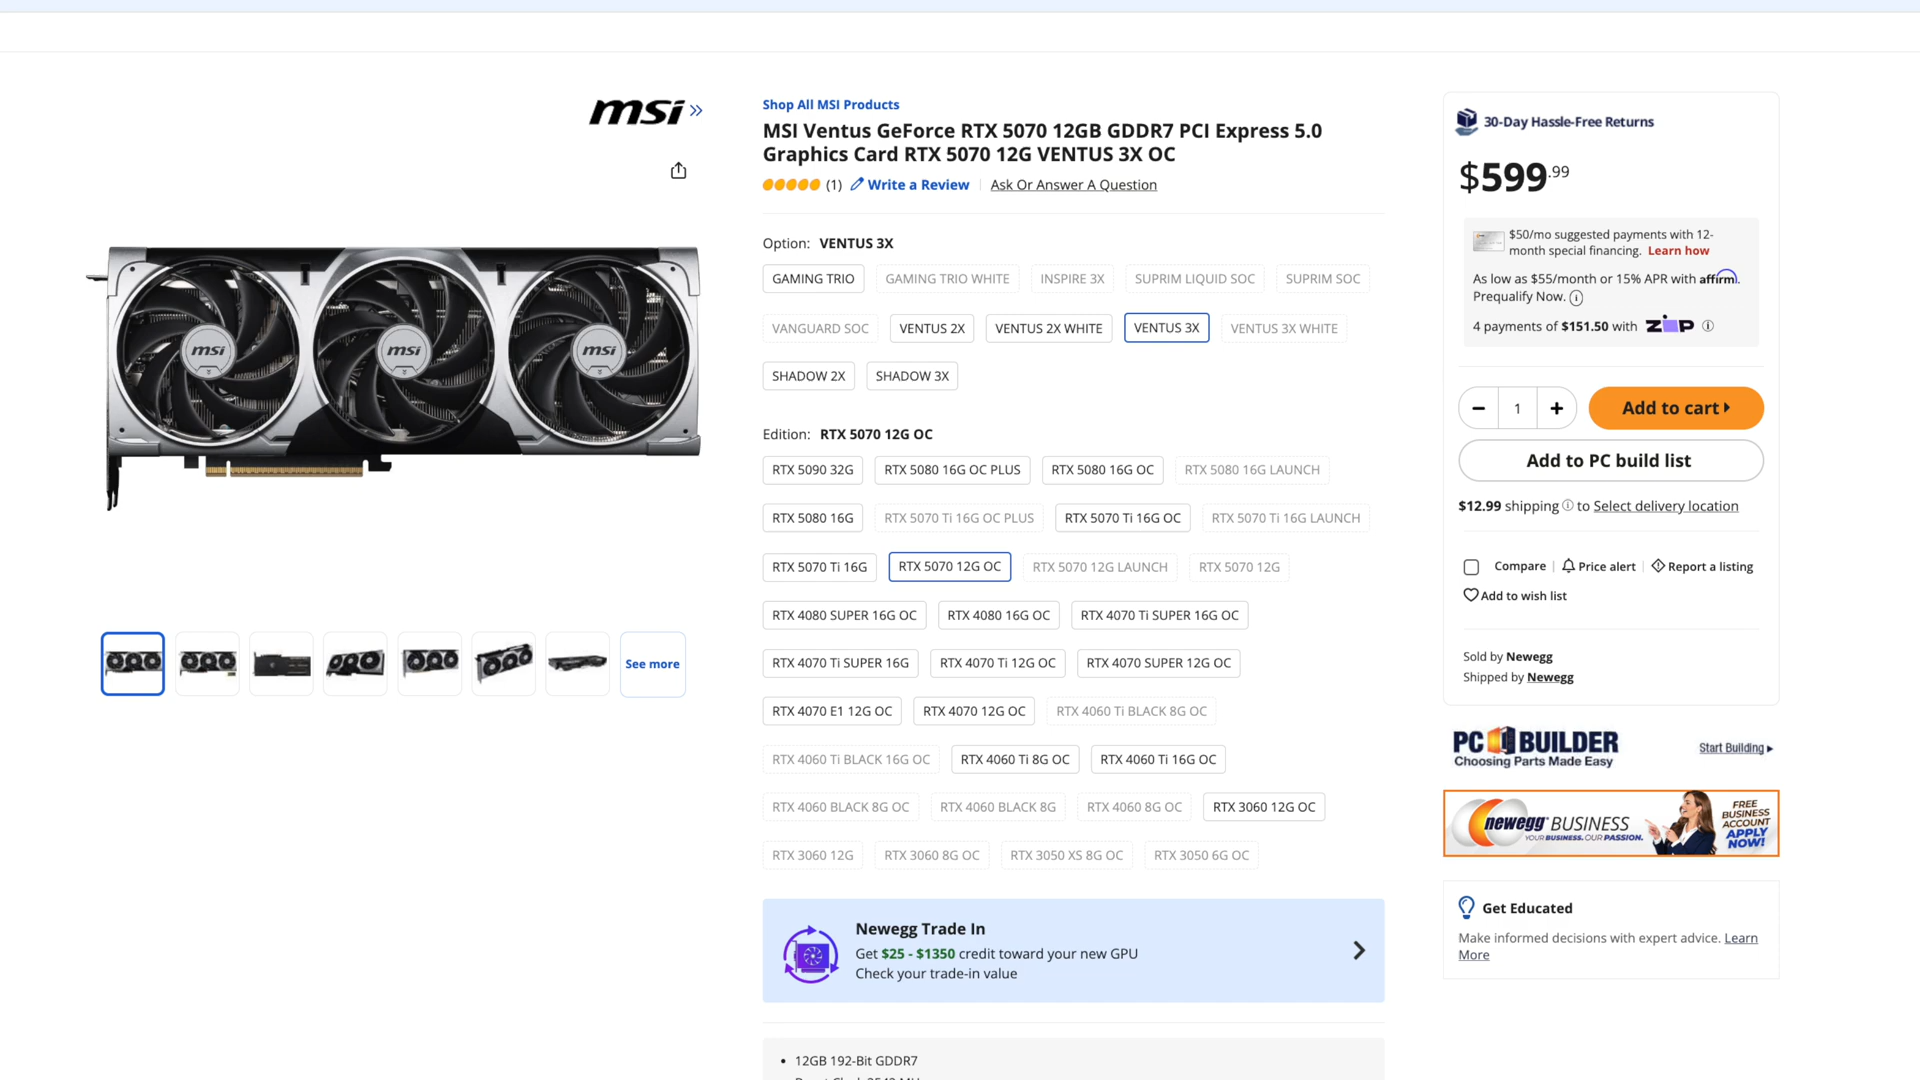 msi
Shop All MSI Products
MSI Ventus GeForce RTX 5070 12GB GDDR7 PCI Express 5.0
Graphics Card RTX 5070 12G VENTUS 3X OC
(1) Write a Review Ask Or Answer A Question
Option: VENTUS 3X
GAMING TRIO GAMING TRIO WHITE INSPIRE 3X SUPRIM LIQUID SOC SUPRIM SOC
VANGUARD SOC VENTUS 2X VENTUS 2X WHITE VENTUS 3X VENTUS 3X WHITE
SHADOW 2X SHADOW 3X
Edition: RTX 5070 12G OC
RTX 5090 32G RTX 5080 16G OC PLUS RTX 5080 16G OC RTX 5080 16G LAUNCH
RTX 5080 16G RTX 5070 Ti 16G OC PLUS RTX 5070 Ti 16G OC RTX 5070 Ti 16G LAUNCH
RTX 5070 Ti 16G RTX 5070 12G OC RTX 5070 12G LAUNCH RTX 5070 12G
RTX 4080 SUPER 16G OC RTX 4080 16G OC RTX 4070 Ti SUPER 16G OC
RTX 4070 Ti SUPER 16G RTX 4070 Ti 12G OC RTX 4070 SUPER 12G OC
RTX 4070 E1 12G OC RTX 4070 12G OC RTX 4060 Ti BLACK 8G OC
RTX 4060 Ti BLACK 16G OC RTX 4060 Ti 8G OC RTX 4060 Ti 16G OC
RTX 4060 BLACK 8G OC RTX 4060 BLACK 8G RTX 4060 8G OC RTX 3060 12G OC
RTX 3060 12G RTX 3060 8G OC RTX 3050 XS 8G OC RTX 3050 6G OC
Newegg Trade In
Get $25 - $1350 credit toward your new GPU
Check your trade-in value
12GB 192-Bit GDDR7
msi msi msi
See more
30-Day Hassle-Free Returns
$599.99
$50/mo suggested payments with 12-
month special financing. Learn how
As low as $55/month or 15% APR with affirm.
Prequalify Now.
4 payments of $151.50 with ZIP
1 Add to cart
Add to PC build list
$12.99 shipping to Select delivery location
Compare Price alert Report a listing
Add to wish list
Sold by Newegg
Shipped by Newegg
PC BUILDER
Choosing Parts Made Easy
Start Building
newegg BUSINESS
YOUR BUSINESS. OUR PASSION.
FREE
BUSINESS
ACCOUNT
APPLY
NOW!
Get Educated
Make informed decisions with expert advice. Learn
More